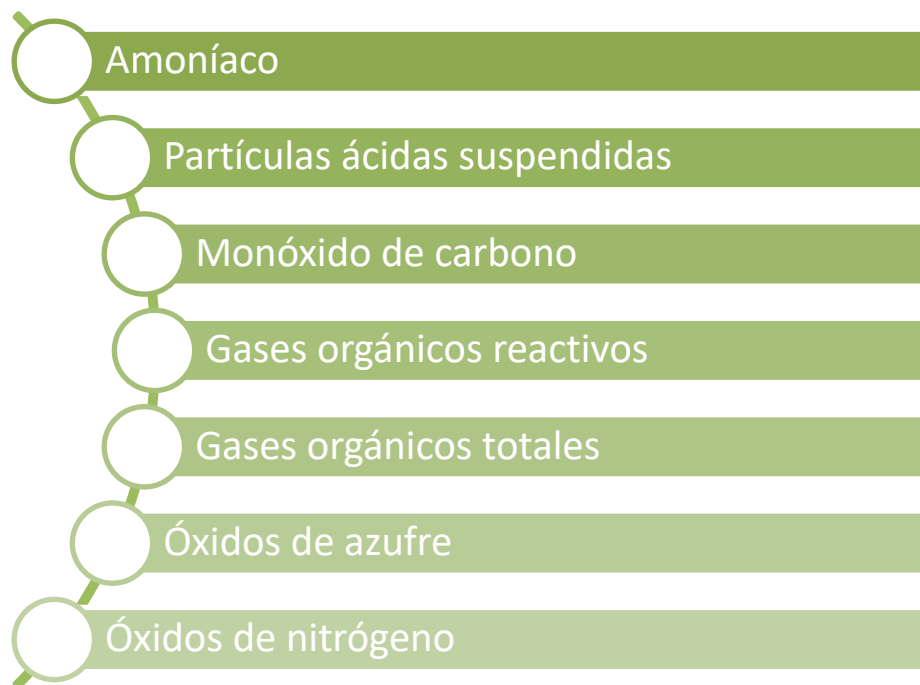 Amoníaco
Partículas ácidas suspendidas
Monóxido de carbono
Gases orgánicos reactivos
Gases orgánicos totales
Óxidos de azufre
Óxidos de nitrógeno